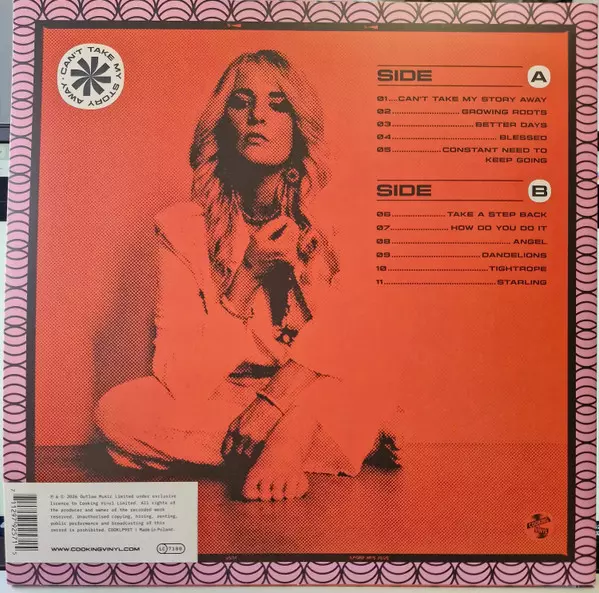 CAN'T TAKE MY STORY AWAY •
SIDE A
01 CAN'T TAKE MY STORY AWAY
02 GROWING ROOTS
03 BETTER DAYS
04 BLESSED
05 CONSTANT NEED TO
KEEP GOING
SIDE B
06 TAKE A STEP BACK
07 HOW DO YOU DO IT
08 ANGEL
09 DANDELIONS
10 TIGHTROPE
11 STARLING
℗ & © 2026 Outlaw Music Limited under exclusive
licence to Cooking Vinyl Limited. All rights of
the producer and owner of the recorded work
reserved. Unauthorised copying, hiring, renting,
public performance and broadcasting of this
record is prohibited. | Made in Poland.
WWW.COOKINGVINYL.COM
LC 7180